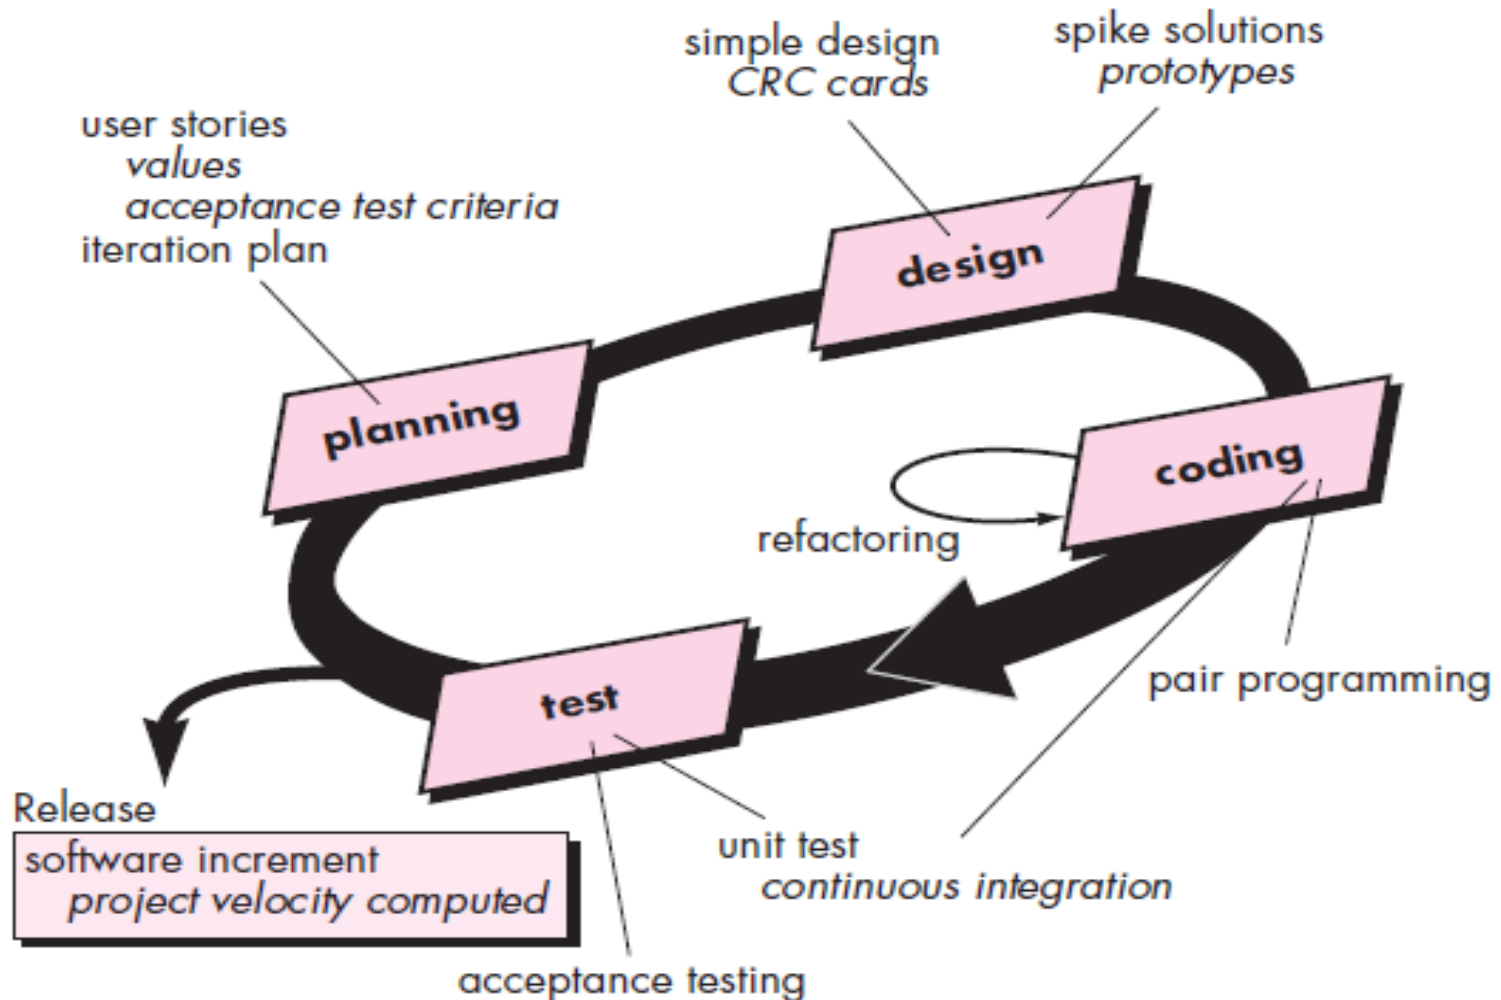 simple design
CRC cards
spike solutions
prototypes
user stories
values
acceptance test criteria
iteration plan
design
planning
coding
refactoring
test
pair programming
Release
software increment
project velocity computed
unit test
continuous integration
acceptance testing